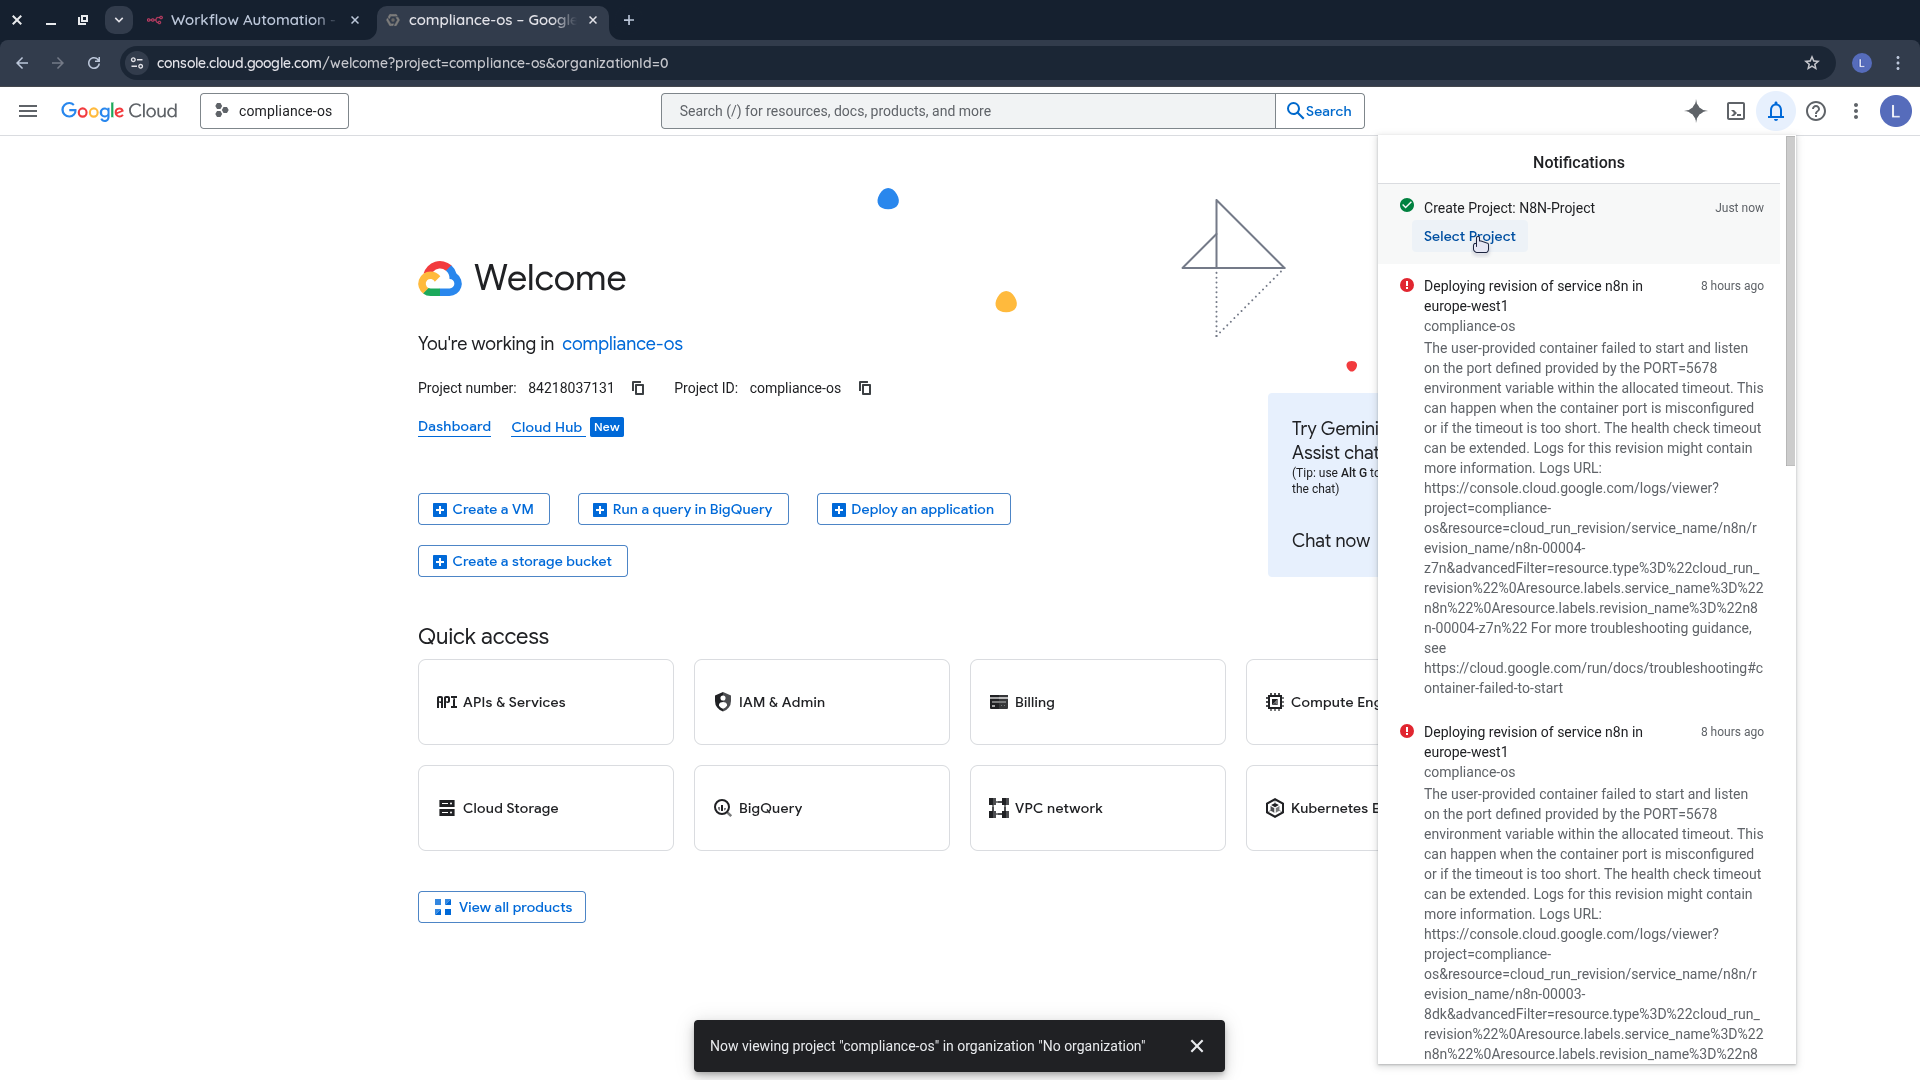 Workflow Automation -
compliance-os – Google
console.cloud.google.com/welcome?project=compliance-os&organizationId=0
L
Google Cloud
compliance-os
Search (/) for resources, docs, products, and more
Search
L
Notifications
Create Project: N8N-Project
Just now
Select Project
Deploying revision of service n8n in
europe-west1
8 hours ago
compliance-os
The user-provided container failed to start and listen
on the port defined provided by the PORT=5678
environment variable within the allocated timeout. This
can happen when the container port is misconfigured
or if the timeout is too short. The health check timeout
can be extended. Logs for this revision might contain
more information. Logs URL:
https://console.cloud.google.com/logs/viewer?
project=compliance-
os&resource=cloud_run_revision/service_name/n8n/r
evision_name/n8n-00004-
z7n&advancedFilter=resource.type%3D%22cloud_run_
revision%22%0Aresource.labels.service_name%3D%22
n8n%22%0Aresource.labels.revision_name%3D%22n8
n-00004-z7n%22 For more troubleshooting guidance,
see
https://cloud.google.com/run/docs/troubleshooting#c
ontainer-failed-to-start
Deploying revision of service n8n in
europe-west1
8 hours ago
compliance-os
The user-provided container failed to start and listen
on the port defined provided by the PORT=5678
environment variable within the allocated timeout. This
can happen when the container port is misconfigured
or if the timeout is too short. The health check timeout
can be extended. Logs for this revision might contain
more information. Logs URL:
https://console.cloud.google.com/logs/viewer?
project=compliance-
os&resource=cloud_run_revision/service_name/n8n/r
evision_name/n8n-00003-
8dk&advancedFilter=resource.type%3D%22cloud_run_
revision%22%0Aresource.labels.service_name%3D%22
n8n%22%0Aresource.labels.revision_name%3D%22n8
Welcome
You're working in compliance-os
Project number: 84218037131
Project ID: compliance-os
Dashboard
Cloud Hub New
Try Gemini
Assist chat
(Tip: use Alt G to
the chat)
Chat now
Create a VM
Run a query in BigQuery
Deploy an application
Create a storage bucket
Quick access
API APIs & Services
IAM & Admin
Billing
Compute Eng
Cloud Storage
BigQuery
VPC network
Kubernetes E
View all products
Now viewing project "compliance-os" in organization "No organization"